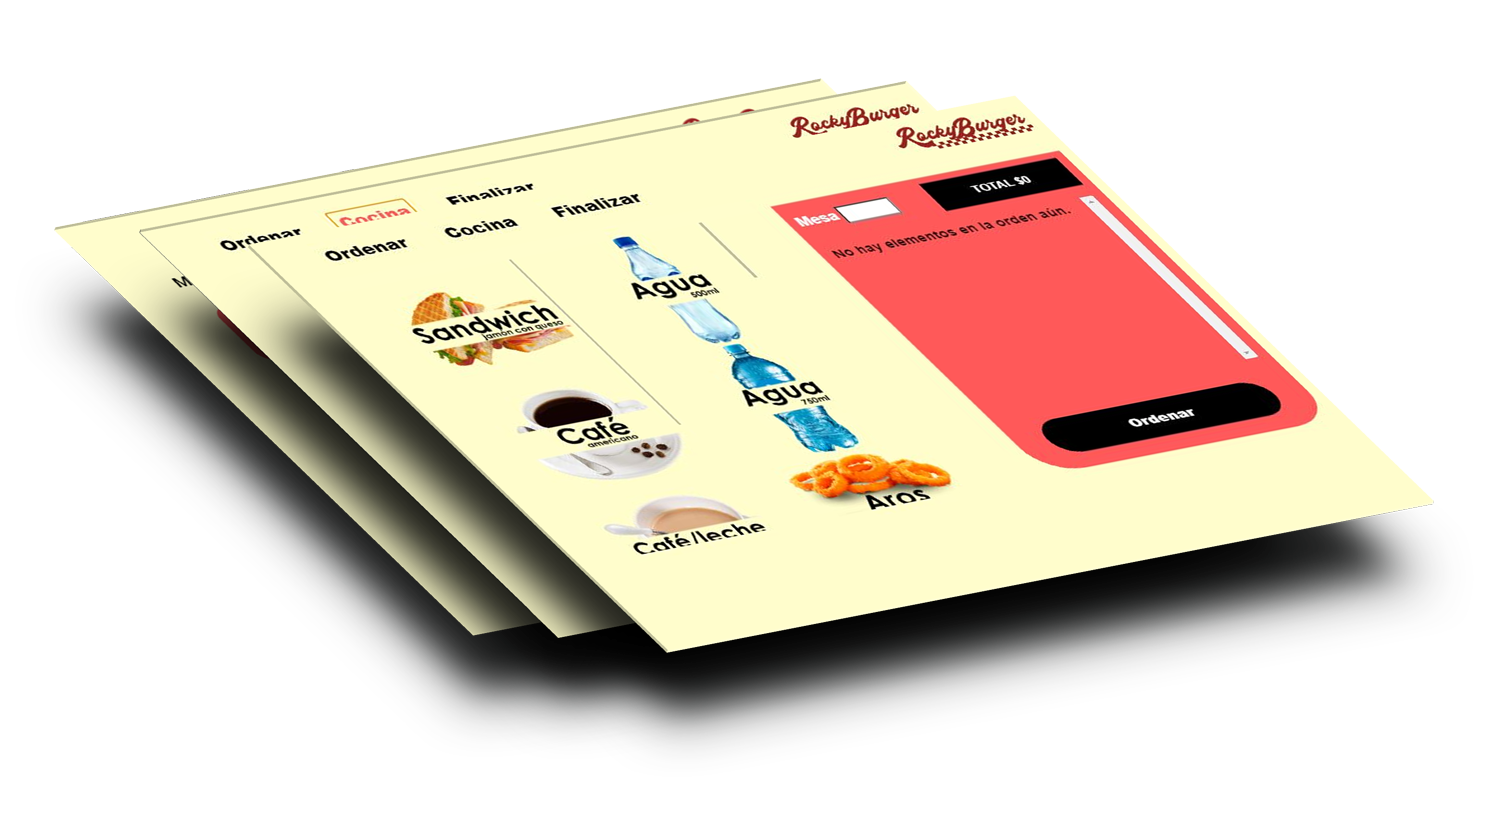 RockyBurger
RockyBurger
Finalizar
Cocina
Ordenar
M
Finalizar
Cocina
Ordenar
Mesa
TOTAL $0
No hay elementos en la orden aún.
Ordenar
Sandwich
jamon con queso
Agua
500ml
Agua
750ml
Café
americano
Aros
Café/leche